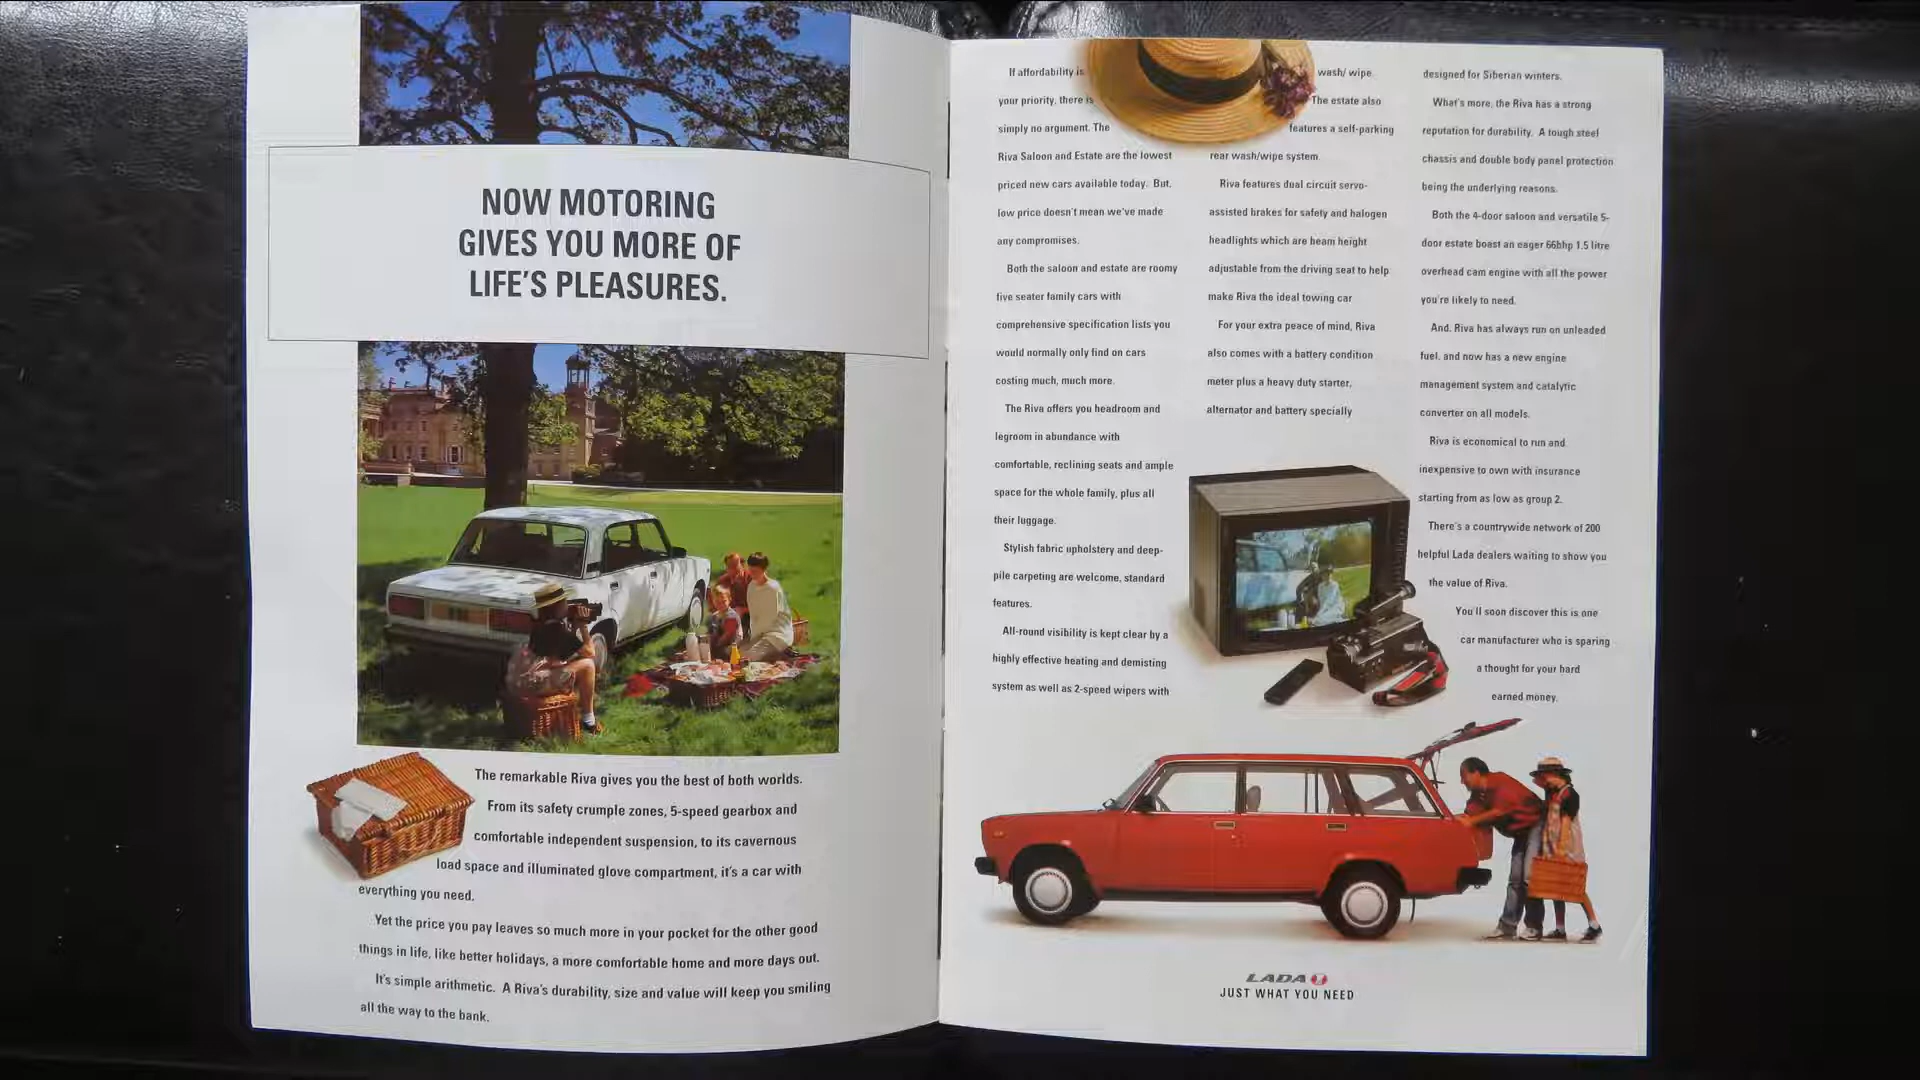 NOW MOTORING
GIVES YOU MORE OF
LIFE'S PLEASURES.
The remarkable Riva gives you the best of both worlds.
From its safety crumple zones, 5-speed gearbox and
comfortable independent suspension, to its cavernous
load space and illuminated glove compartment, it's a car with
everything you need.
Yet the price you pay leaves so much more in your pocket for the other good
things in life, like better holidays, a more comfortable home and more days out.
It's simple arithmetic. A Riva's durability, size and value will keep you smiling
all the way to the bank.
If affordability is
your priority, there is
simply no argument. The
Riva Saloon and Estate are the lowest
priced new cars available today. But,
low price doesn't mean we've made
any compromises.
Both the saloon and estate are roomy
five seater family cars with
comprehensive specification lists you
would normally only find on cars
costing much, much more.
The Riva offers you headroom and
legroom in abundance with
comfortable, reclining seats and ample
space for the whole family, plus all
their luggage.
Stylish fabric upholstery and deep-
pile carpeting are welcome, standard
features.
All-round visibility is kept clear by a
highly effective heating and demisting
system as well as 2-speed wipers with
wash/ wipe.
The estate also
features a self-parking
rear wash/wipe system.
Riva features dual circuit servo-
assisted brakes for safety and halogen
headlights which are beam height
adjustable from the driving seat to help
make Riva the ideal towing car
For your extra peace of mind, Riva
also comes with a battery condition
meter plus a heavy duty starter,
alternator and battery specially
designed for Siberian winters.
What's more, the Riva has a strong
reputation for durability. A tough steel
chassis and double body panel protection
being the underlying reasons.
Both the 4-door saloon and versatile 5-
door estate boast an eager 66bhp 1.5 litre
overhead cam engine with all the power
you're likely to need.
And, Riva has always run on unleaded
fuel, and now has a new engine
management system and catalytic
converter on all models.
Riva is economical to run and
inexpensive to own with insurance
starting from as low as group 2.
There's a countrywide network of 200
helpful Lada dealers waiting to show you
the value of Riva.
You'll soon discover this is one
car manufacturer who is sparing
a thought for your hard
earned money.
LADA
JUST WHAT YOU NEED